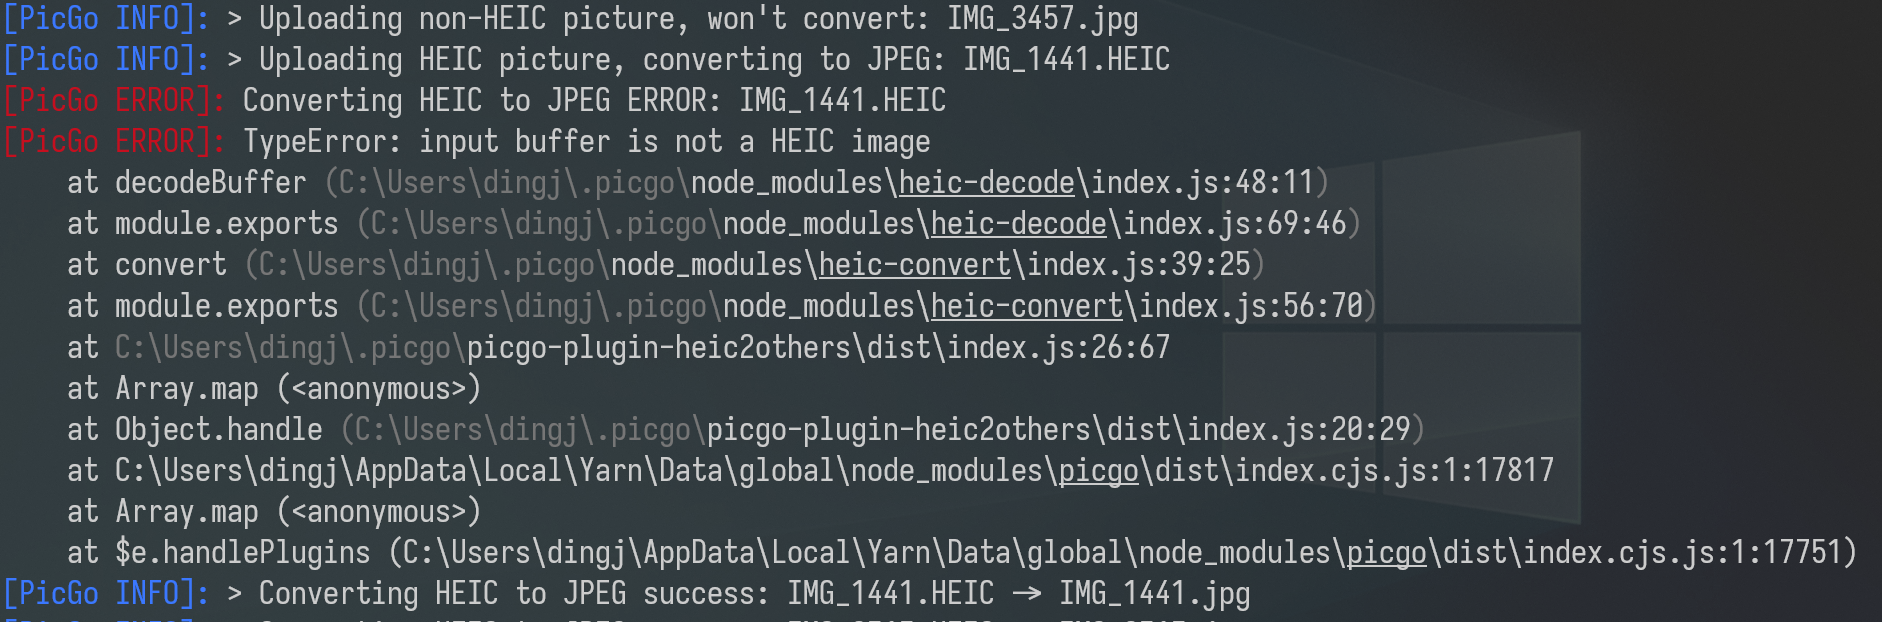 [PicGo INFO]: > Uploading non-HEIC picture, won't convert: IMG_3457.jpg
[PicGo INFO]: > Uploading HEIC picture, converting to JPEG: IMG_1441.HEIC
[PicGo ERROR]: Converting HEIC to JPEG ERROR: IMG_1441.HEIC
[PicGo ERROR]: TypeError: input buffer is not a HEIC image
    at decodeBuffer (C:\Users\dingj\.picgo\node_modules\heic-decode\index.js:48:11)
    at module.exports (C:\Users\dingj\.picgo\node_modules\heic-decode\index.js:69:46)
    at convert (C:\Users\dingj\.picgo\node_modules\heic-convert\index.js:39:25)
    at module.exports (C:\Users\dingj\.picgo\node_modules\heic-convert\index.js:56:70)
    at C:\Users\dingj\.picgo\picgo-plugin-heic2others\dist\index.js:26:67
    at Array.map (<anonymous>)
    at Object.handle (C:\Users\dingj\.picgo\picgo-plugin-heic2others\dist\index.js:20:29)
    at C:\Users\dingj\AppData\Local\Yarn\Data\global\node_modules\picgo\dist\index.cjs.js:1:17817
    at Array.map (<anonymous>)
    at $e.handlePlugins (C:\Users\dingj\AppData\Local\Yarn\Data\global\node_modules\picgo\dist\index.cjs.js:1:17751)
[PicGo INFO]: > Converting HEIC to JPEG success: IMG_1441.HEIC → IMG_1441.jpg